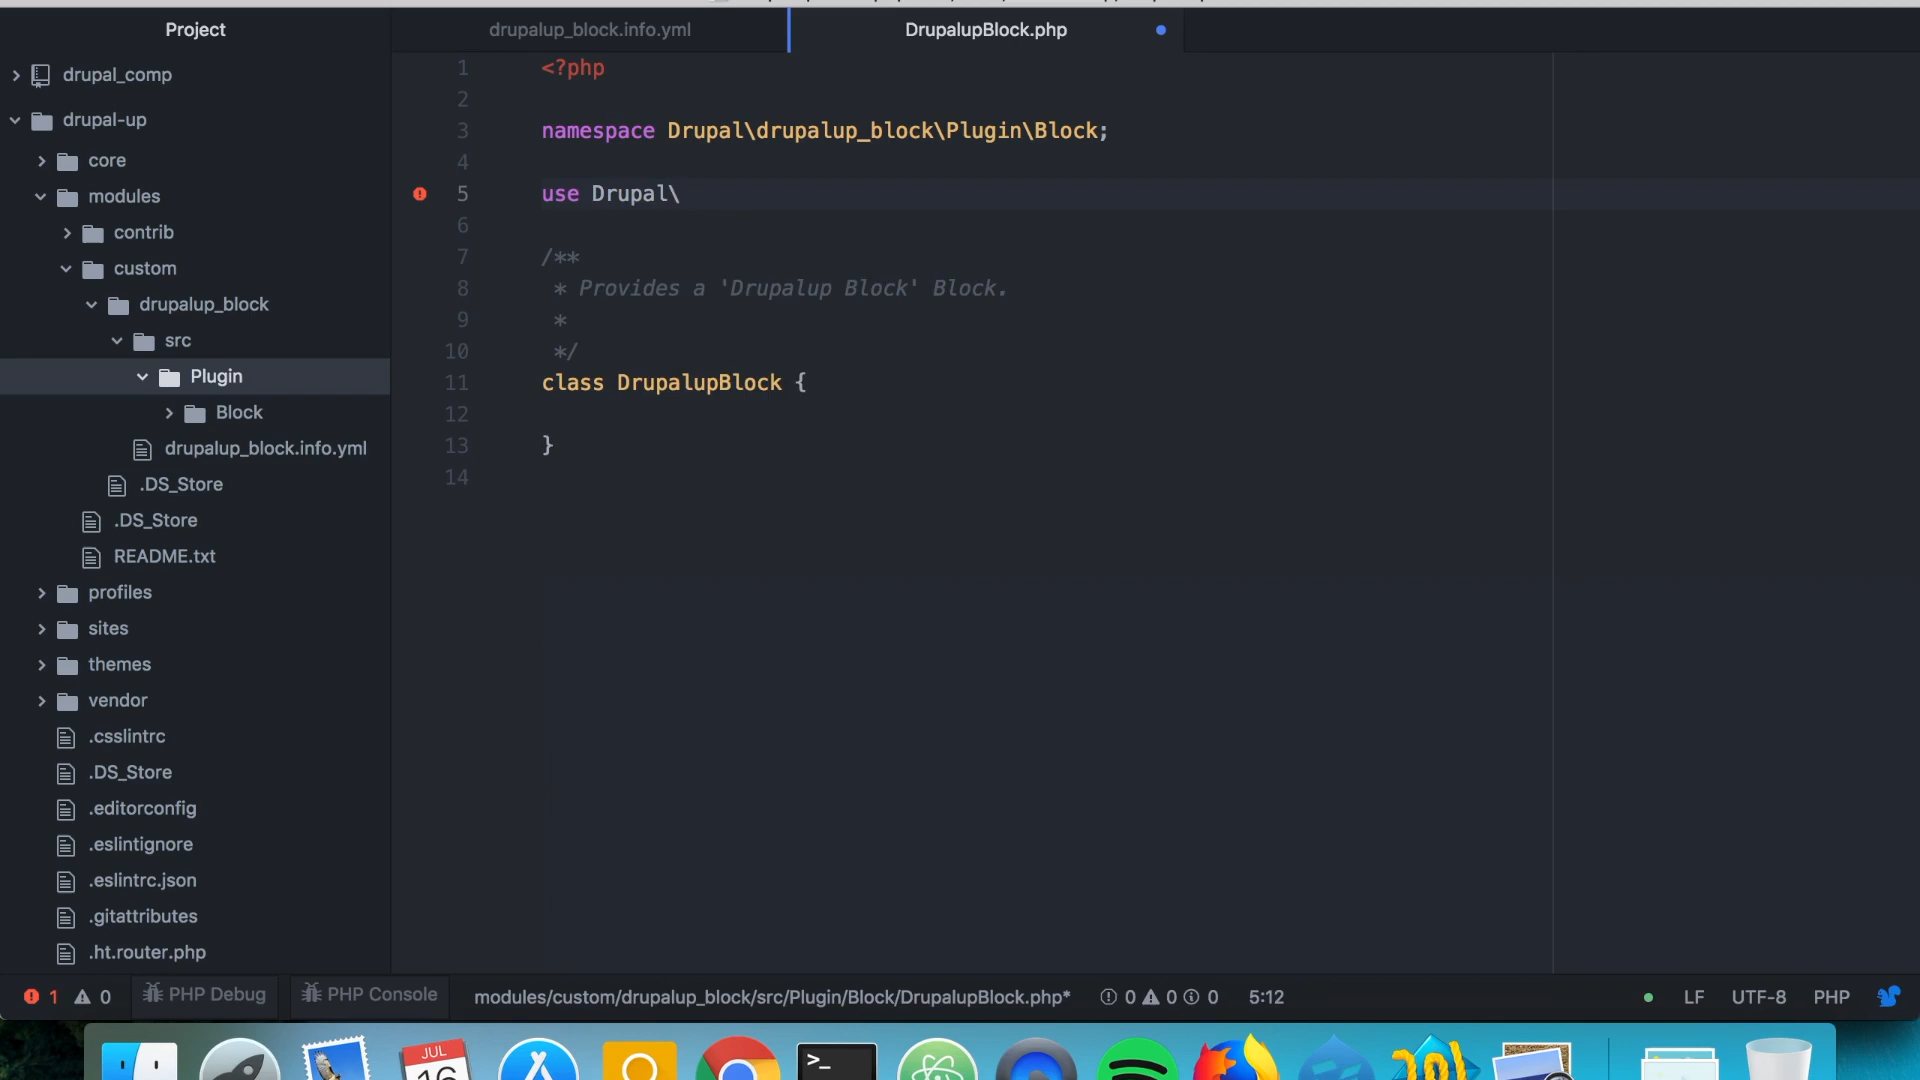 Project
drupalup_block.info.yml
DrupalupBlock.php
drupal_comp
drupal-up
core
modules
contrib
custom
drupalup_block
src
Plugin
Block
drupalup_block.info.yml
.DS_Store
.DS_Store
README.txt
profiles
sites
themes
vendor
.csslintrc
.DS_Store
.editorconfig
.eslintignore
.eslintrc.json
.gitattributes
.ht.router.php
1 <?php
2
3 namespace Drupal\drupalup_block\Plugin\Block;
4
5 use Drupal\
6
7 /**
8 * Provides a 'Drupalup Block' Block.
9 *
10 */
11 class DrupalupBlock {
12
13 }
14
1 0 PHP Debug PHP Console modules/custom/drupalup_block/src/Plugin/Block/DrupalupBlock.php* 0 0 0 5:12 LF UTF-8 PHP
JUL
16
>_